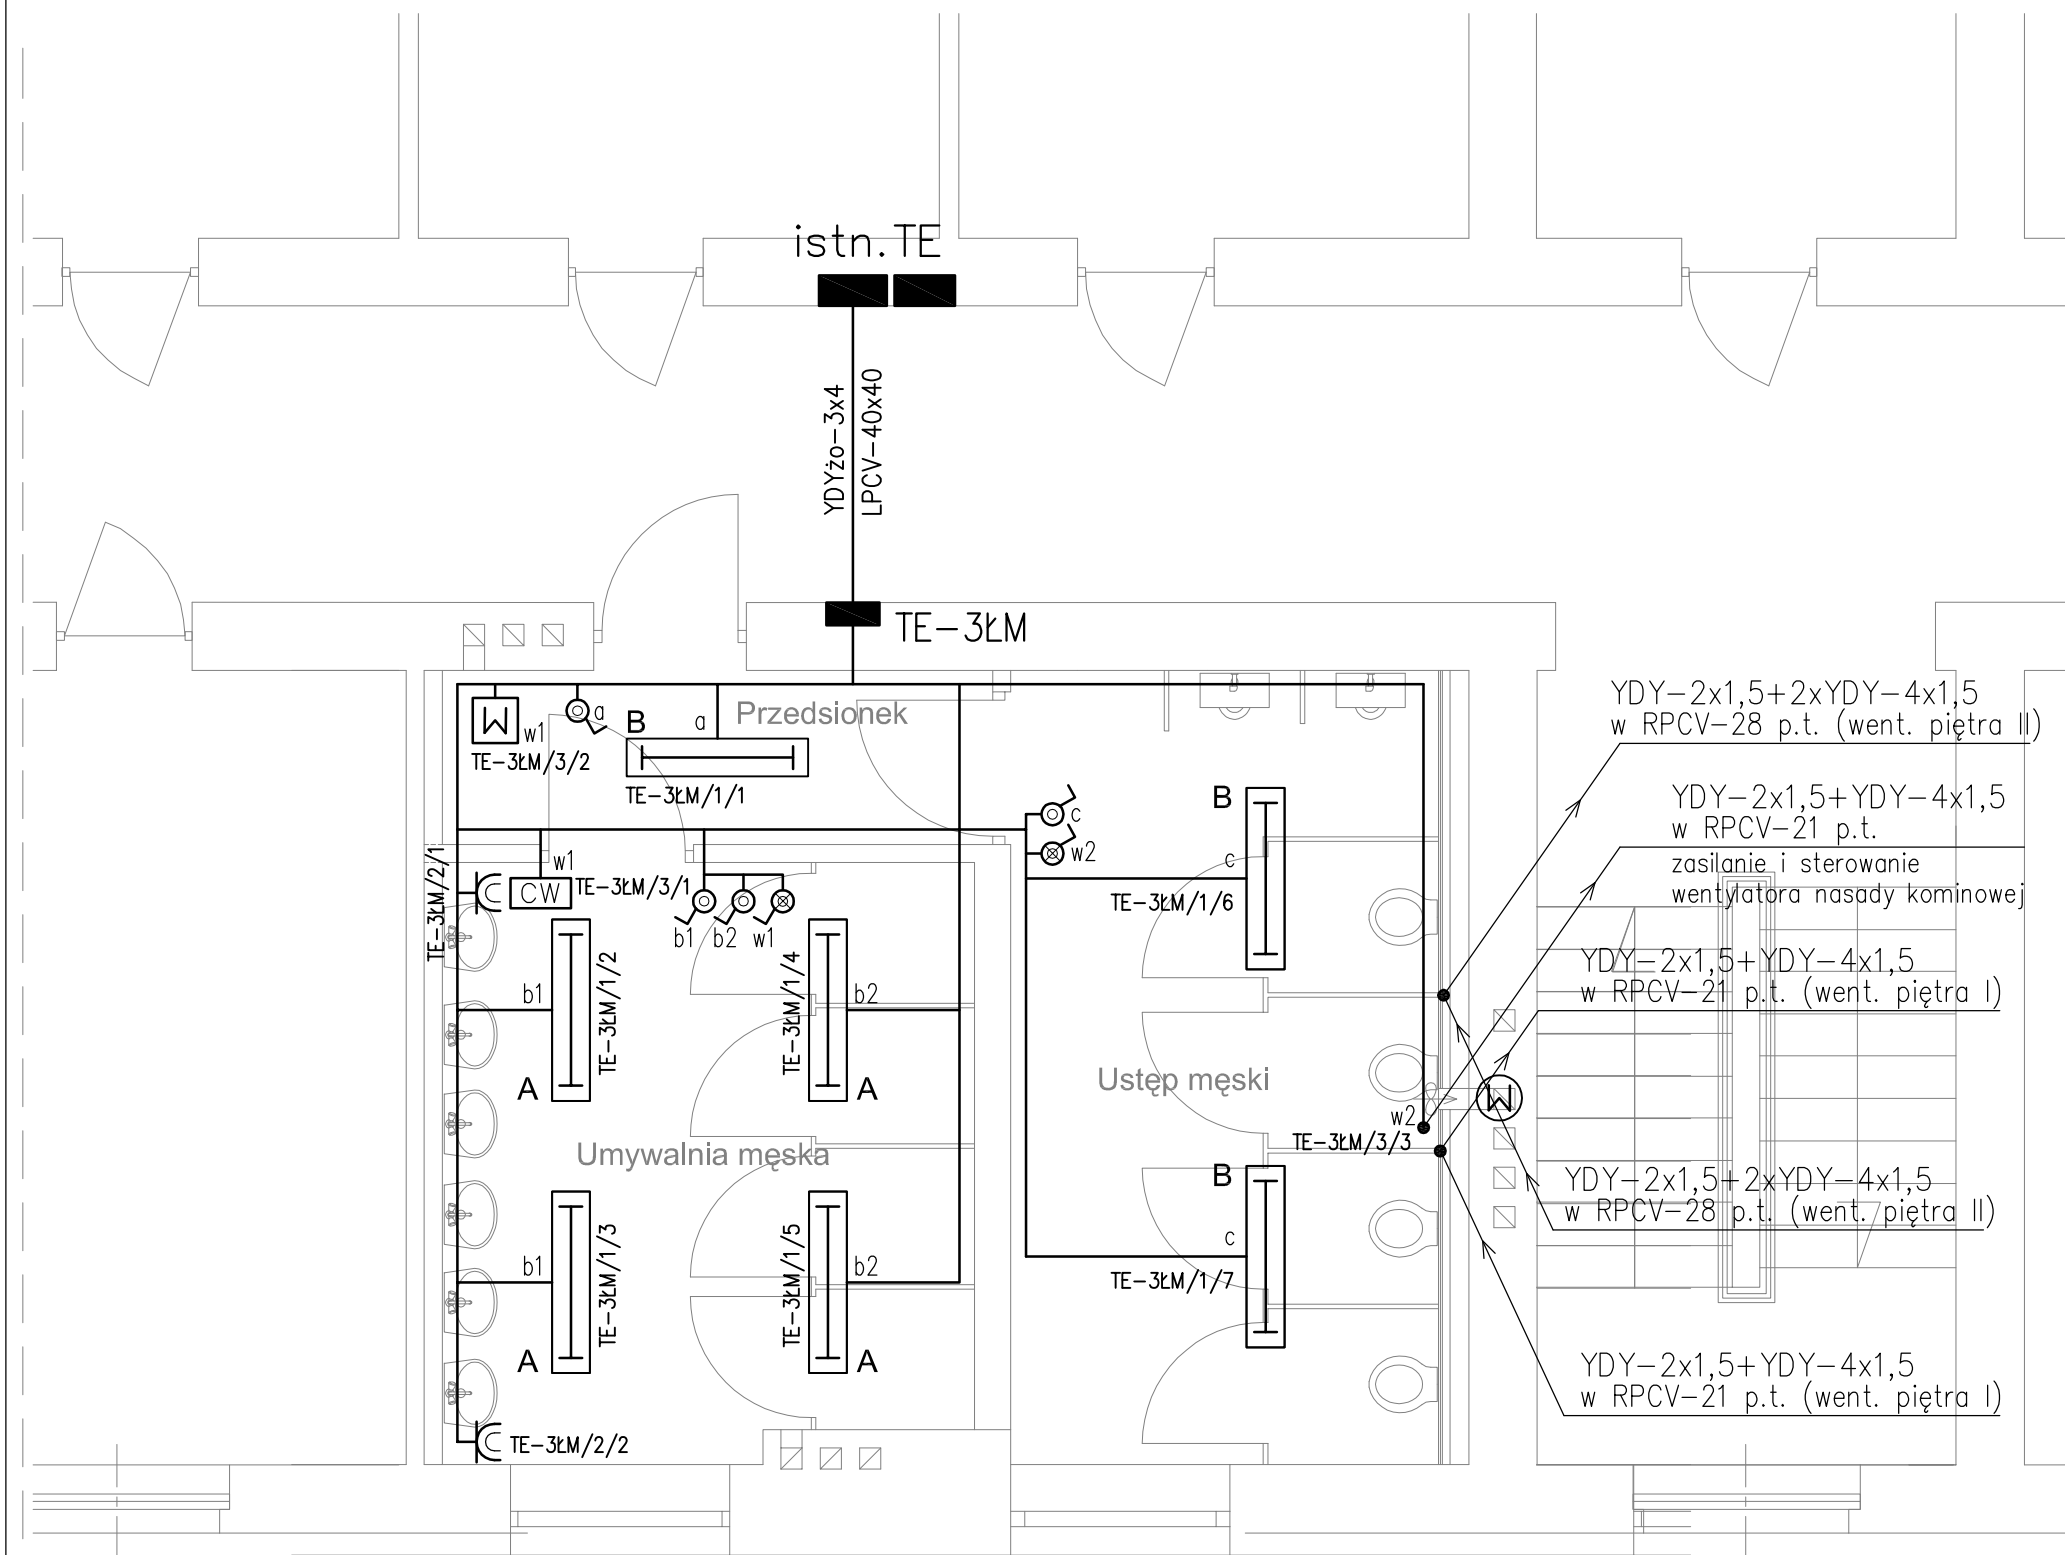 istn. TE
YDYżo-3x4
LPCV-40x40
TE-3ŁM
w1
TE-3ŁM/3/2
a
B
a
Przedsionek
TE-3ŁM/1/1
YDY-2x1,5+2xYDY-4x1,5
w RPCV-28 p.t. (went. piętra II)
YDY-2x1,5+YDY-4x1,5
w RPCV-21 p.t.
zasilanie i sterowanie
wentylatora nasady kominowej
YDY-2x1,5+YDY-4x1,5
w RPCV-21 p.t. (went. piętra I)
TE-3ŁM/2/1
w1
CW
TE-3ŁM/3/1
b1
b2
w1
c
w2
B
c
TE-3ŁM/1/6
b1
TE-3ŁM/1/2
A
TE-3ŁM/1/4
b2
A
Umywalnia męska
Ustęp męski
w2
TE-3ŁM/3/3
W
YDY-2x1,5+2xYDY-4x1,5
w RPCV-28 p.t. (went. piętra II)
b1
TE-3ŁM/1/3
A
TE-3ŁM/1/5
b2
A
B
c
TE-3ŁM/1/7
YDY-2x1,5+YDY-4x1,5
w RPCV-21 p.t. (went. piętra I)
TE-3ŁM/2/2
W